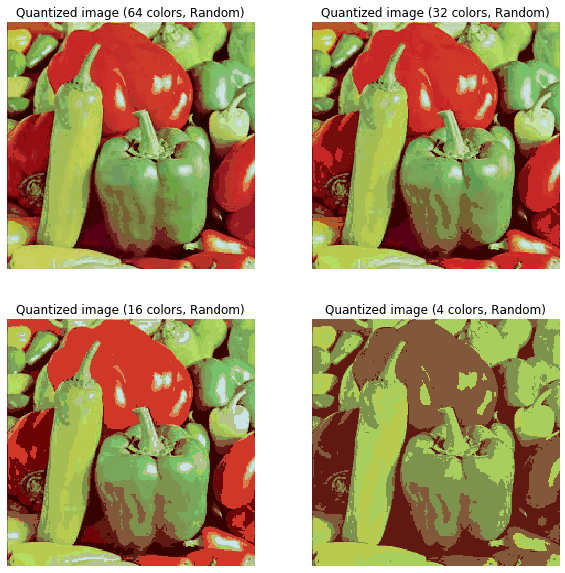 Quantized image (64 colors, Random)
Quantized image (32 colors, Random)
Quantized image (16 colors, Random)
Quantized image (4 colors, Random)